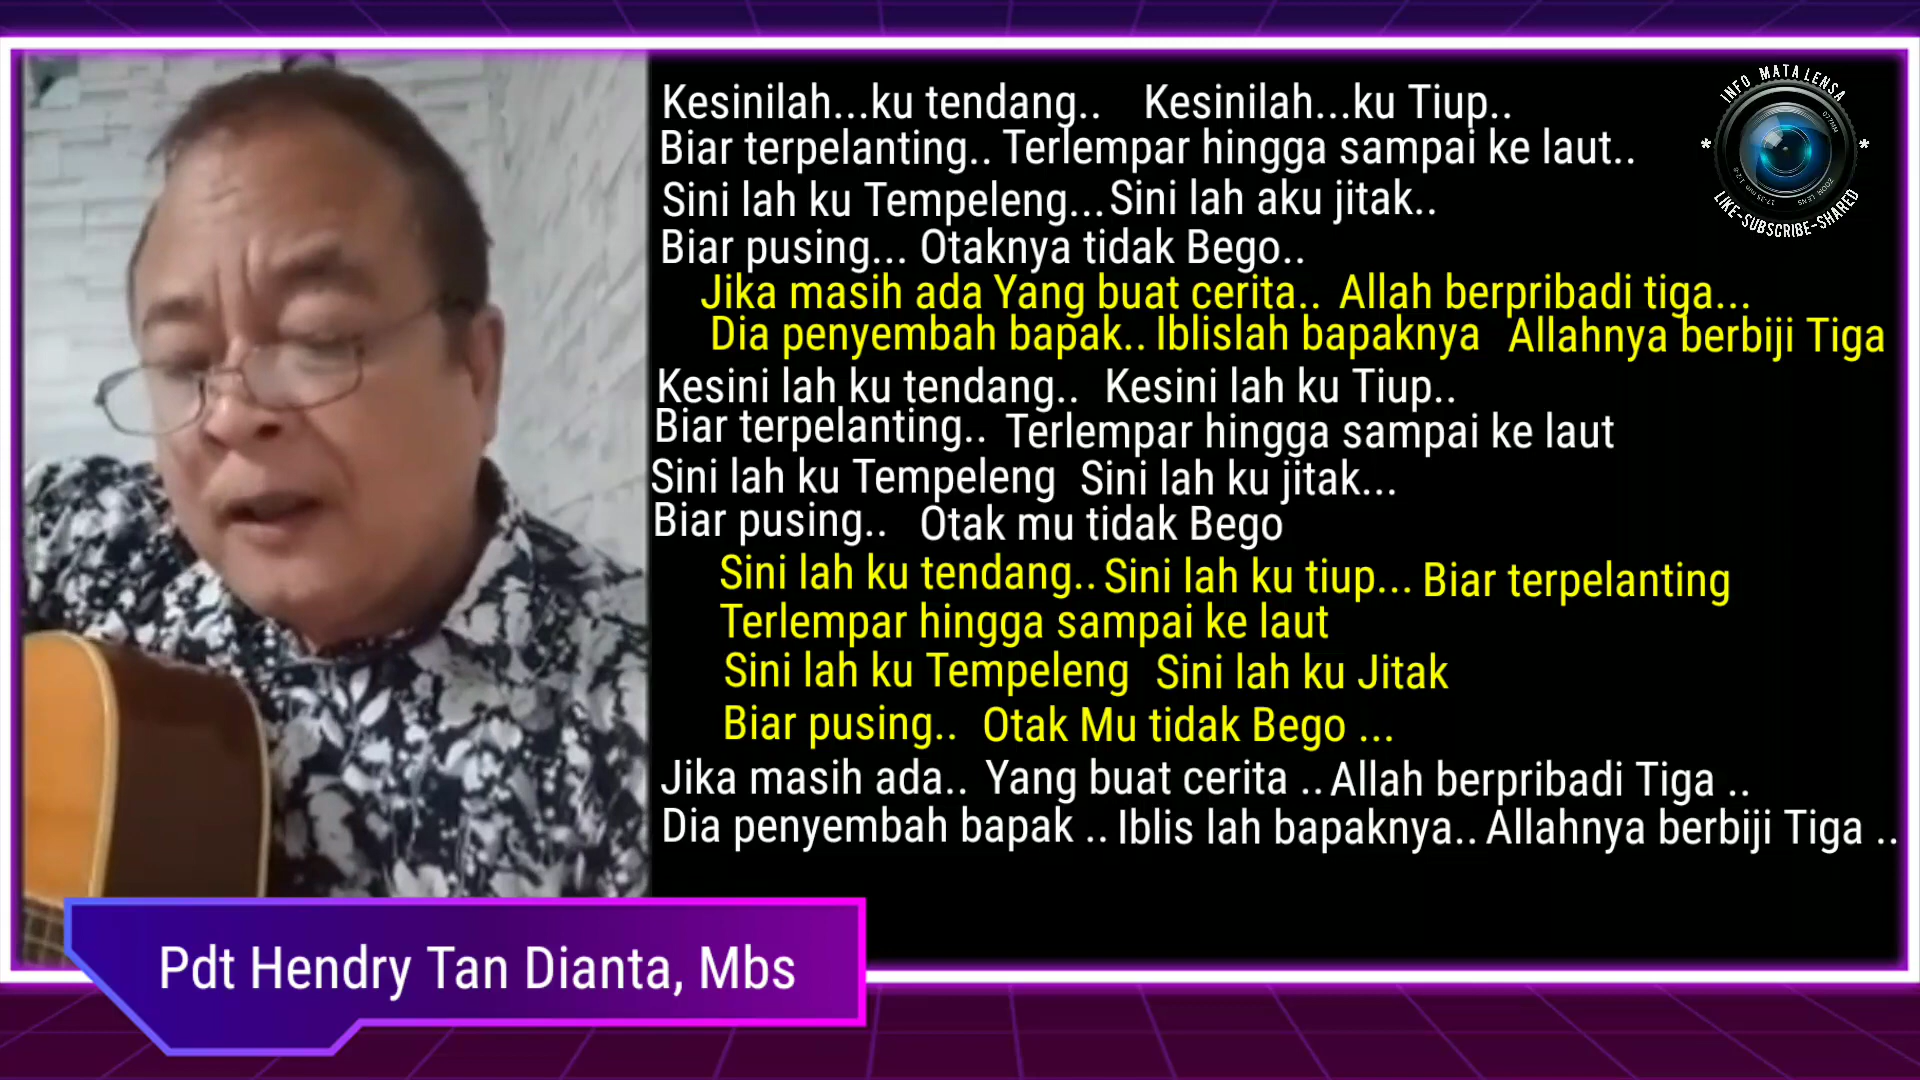 INFO MATA LENSA
LIKE-SUBSCRIBE-SHARED
Kesinilah...ku tendang.. Kesinilah...ku Tiup..
Biar terpelanting.. Terlempar hingga sampai ke laut..
Sini lah ku Tempeleng... Sini lah aku jitak..
Biar pusing... Otaknya tidak Bego..
Jika masih ada Yang buat cerita.. Allah berpribadi tiga...
Dia penyembah bapak.. Iblislah bapaknya Allahnya berbiji Tiga
Kesini lah ku tendang.. Kesini lah ku Tiup..
Biar terpelanting.. Terlempar hingga sampai ke laut
Sini lah ku Tempeleng Sini lah ku jitak...
Biar pusing.. Otak mu tidak Bego
Sini lah ku tendang.. Sini lah ku tiup... Biar terpelanting
Terlempar hingga sampai ke laut
Sini lah ku Tempeleng Sini lah ku Jitak
Biar pusing.. Otak Mu tidak Bego ...
Jika masih ada.. Yang buat cerita .. Allah berpribadi Tiga ..
Dia penyembah bapak .. Iblis lah bapaknya.. Allahnya berbiji Tiga ..
Pdt Hendry Tan Dianta, Mbs